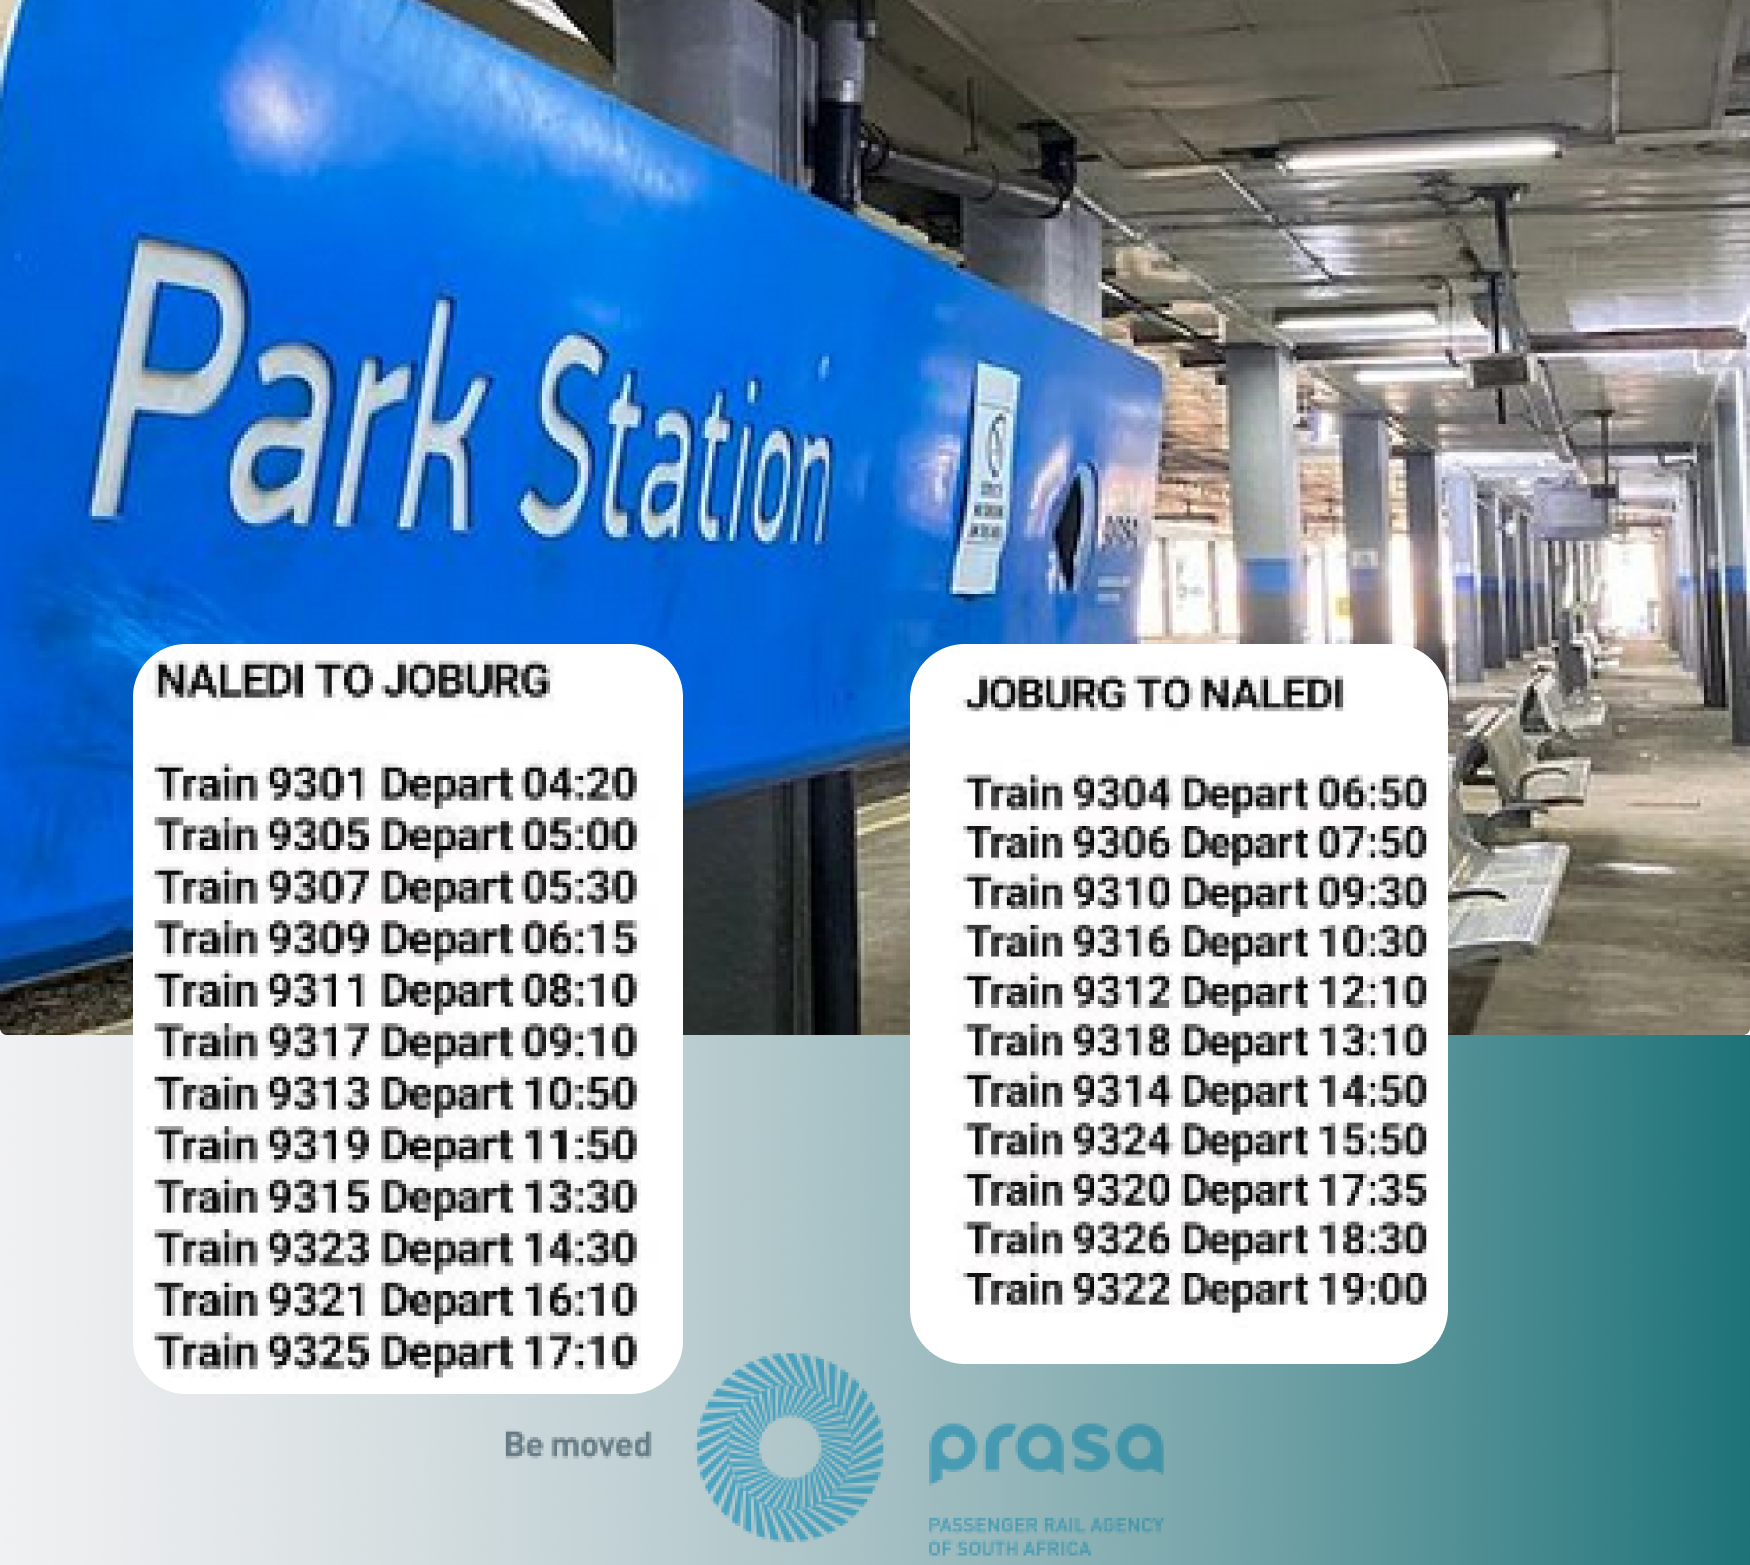 Park Station
NALEDI TO JOBURG
Train 9301 Depart 04:20
Train 9305 Depart 05:00
Train 9307 Depart 05:30
Train 9309 Depart 06:15
Train 9311 Depart 08:10
Train 9317 Depart 09:10
Train 9313 Depart 10:50
Train 9319 Depart 11:50
Train 9315 Depart 13:30
Train 9323 Depart 14:30
Train 9321 Depart 16:10
Train 9325 Depart 17:10
JOBURG TO NALEDI
Train 9304 Depart 06:50
Train 9306 Depart 07:50
Train 9310 Depart 09:30
Train 9316 Depart 10:30
Train 9312 Depart 12:10
Train 9318 Depart 13:10
Train 9314 Depart 14:50
Train 9324 Depart 15:50
Train 9320 Depart 17:35
Train 9326 Depart 18:30
Train 9322 Depart 19:00
Be moved
prasa
PASSENGER RAIL AGENCY
OF SOUTH AFRICA